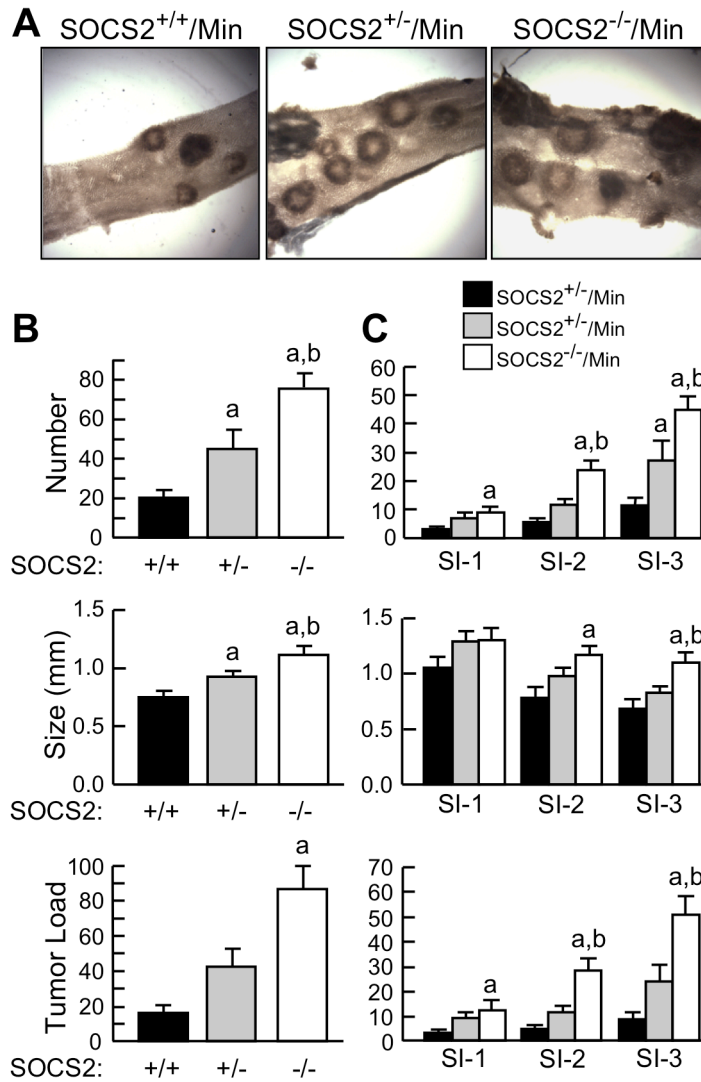 A SOCS2+/+/Min SOCS2+/-/Min SOCS2-/-/Min
SOCS2+/-/Min
SOCS2+/-/Min
SOCS2-/-/Min
B
Number
80
60
40
20
0
a
a,b
SOCS2: +/+ +/- -/-
C
60
50
40
30
20
10
0
a
a,b
a
a,b
SI-1 SI-2 SI-3
Size (mm)
1.5
1.0
0.5
0.0
a
a,b
SOCS2: +/+ +/- -/-
1.5
1.0
0.5
0.0
a
a,b
SI-1 SI-2 SI-3
Tumor Load
100
80
60
40
20
0
a
SOCS2: +/+ +/- -/-
70
60
50
40
30
20
10
0
a
a,b
a,b
SI-1 SI-2 SI-3